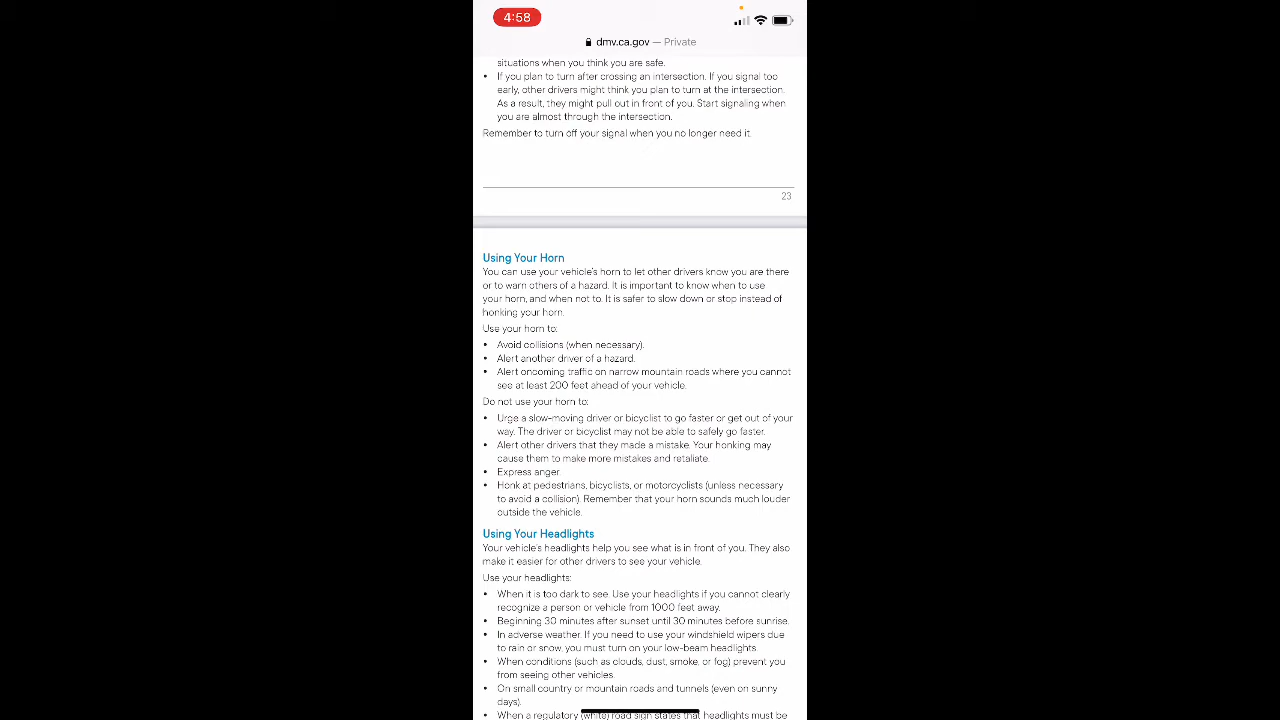 4:58
dmv.ca.gov — Private
situations when you think you are safe.
• If you plan to turn after crossing an intersection. If you signal too
early, other drivers might think you plan to turn at the intersection.
As a result, they might pull out in front of you. Start signaling when
you are almost through the intersection.
Remember to turn off your signal when you no longer need it.
23
Using Your Horn
You can use your vehicle's horn to let other drivers know you are there
or to warn others of a hazard. It is important to know when to use
your horn, and when not to. It is safer to slow down or stop instead of
honking your horn.
Use your horn to:
• Avoid collisions (when necessary).
• Alert another driver of a hazard.
• Alert oncoming traffic on narrow mountain roads where you cannot
see at least 200 feet ahead of your vehicle.
Do not use your horn to:
• Urge a slow-moving driver or bicyclist to go faster or get out of your
way. The driver or bicyclist may not be able to safely go faster.
• Alert other drivers that they made a mistake. Your honking may
cause them to make more mistakes and retaliate.
• Express anger.
• Honk at pedestrians, bicyclists, or motorcyclists (unless necessary
to avoid a collision). Remember that your horn sounds much louder
outside the vehicle.
Using Your Headlights
Your vehicle's headlights help you see what is in front of you. They also
make it easier for other drivers to see your vehicle.
Use your headlights:
• When it is too dark to see. Use your headlights if you cannot clearly
recognize a person or vehicle from 1000 feet away.
• Beginning 30 minutes after sunset until 30 minutes before sunrise.
• In adverse weather. If you need to use your windshield wipers due
to rain or snow, you must turn on your low-beam headlights.
• When conditions (such as clouds, dust, smoke, or fog) prevent you
from seeing other vehicles.
• On small country or mountain roads and tunnels (even on sunny
days).
• When a regulatory (white) road sign states that headlights must be